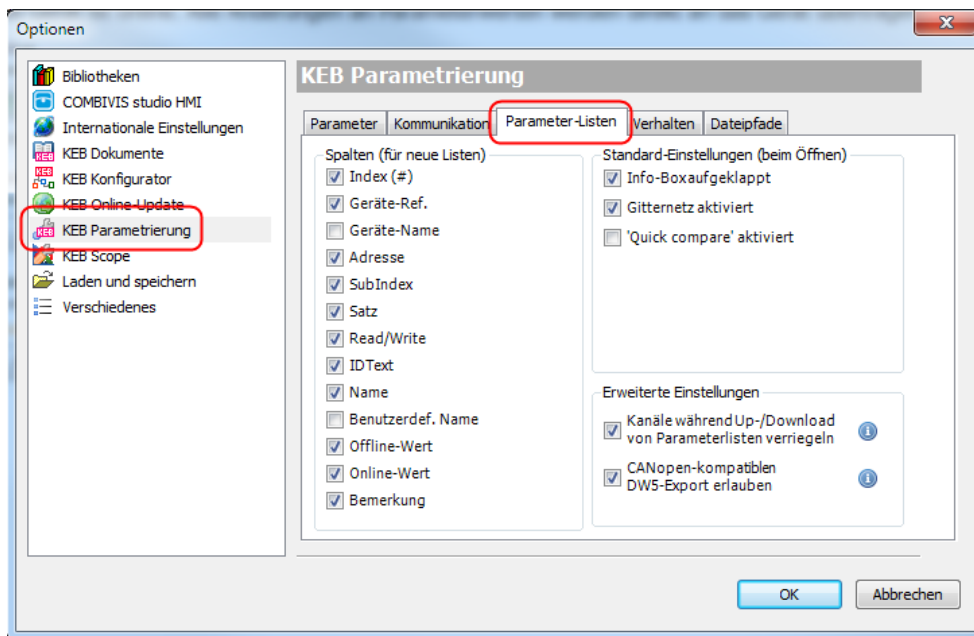 Optionen
Bibliotheken
COMBIVIS studio HMI
Internationale Einstellungen
KEB Dokumente
KEB Konfigurator
KEB Online-Update
KEB Parametrierung
KEB Scope
Laden und speichern
Verschiedenes
KEB Parametrierung
Parameter Kommunikation Parameter-Listen Verhalten Dateipfade
Spalten (für neue Listen)
Index (#)
Geräte-Ref.
Geräte-Name
Adresse
SubIndex
Satz
Read/Write
IDText
Name
Benutzerdef. Name
Offline-Wert
Online-Wert
Bemerkung
Standard-Einstellungen (beim Öffnen)
Info-Boxaufgeklappt
Gitternetz aktiviert
'Quick compare' aktiviert
Erweiterte Einstellungen
Kanäle während Up-/Download
von Parameterlisten verriegeln
CANopen-kompatiblen
DW5-Export erlauben
OK Abbrechen